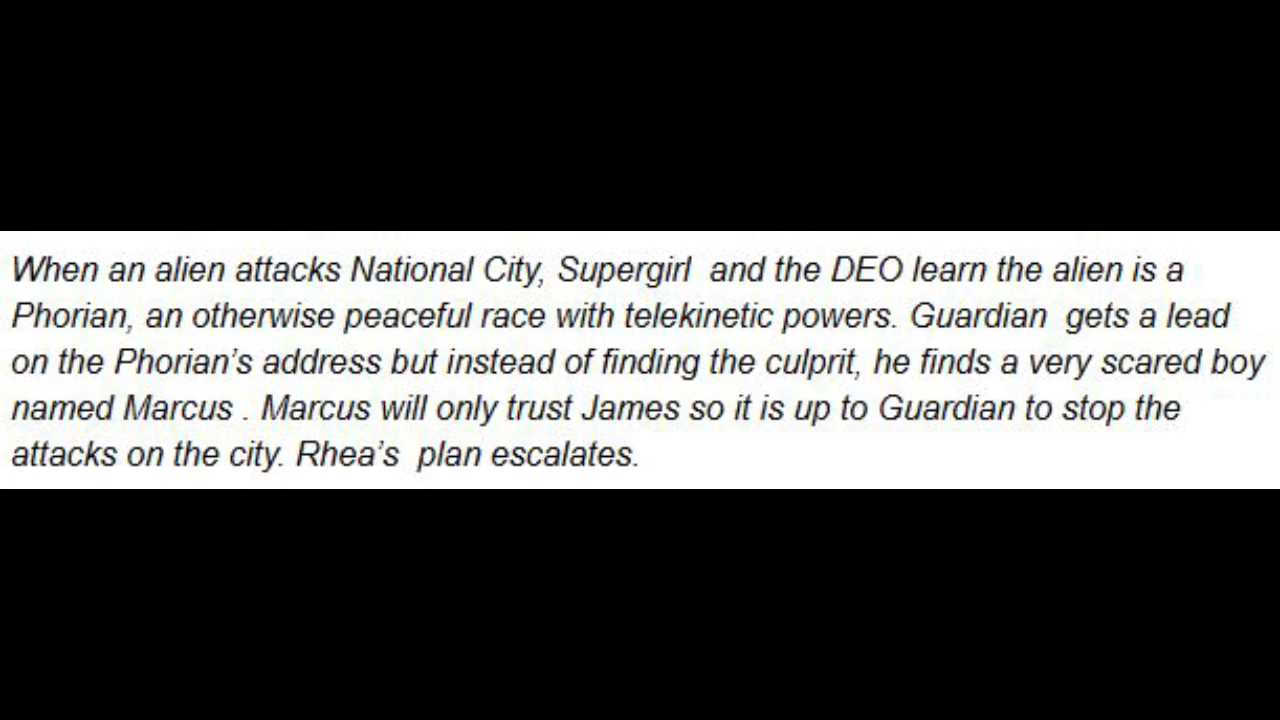 When an alien attacks National City, Supergirl  and the DEO learn the alien is a
Phorian, an otherwise peaceful race with telekinetic powers. Guardian  gets a lead
on the Phorian’s address but instead of finding the culprit, he finds a very scared boy
named Marcus . Marcus will only trust James so it is up to Guardian to stop the
attacks on the city. Rhea’s  plan escalates.